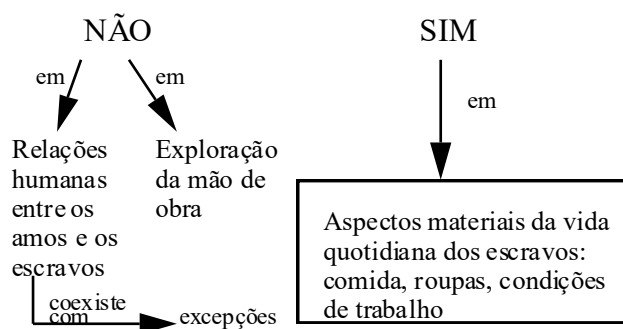 NÃO
em
em
Relações
humanas
entre os
amos e os
escravos
Exploração
da mão de
obra
coexiste
com
excepções
SIM
em
Aspectos materiais da vida
quotidiana dos escravos:
comida, roupas, condições
de trabalho